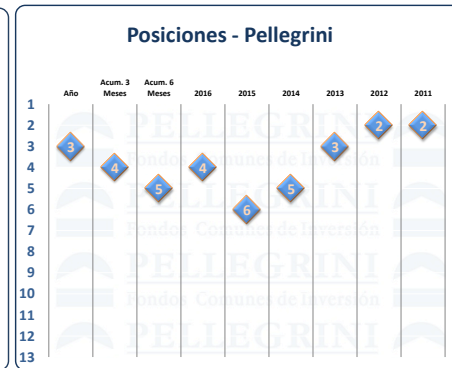 Posiciones - Pellegrini
Año Acum. 3 Meses Acum. 6 Meses 2016 2015 2014 2013 2012 2011
1
2 2 2
3 3 3
4 4 4
5 5 5
6 6
7
8
9
10
11
12
13
PELLEGRINI
Fondos Comunes de Inversión
PELLEGRINI
Fondos Comunes de Inversión
PELLEGRINI
Fondos Comunes de Inversión
PELLEGRINI